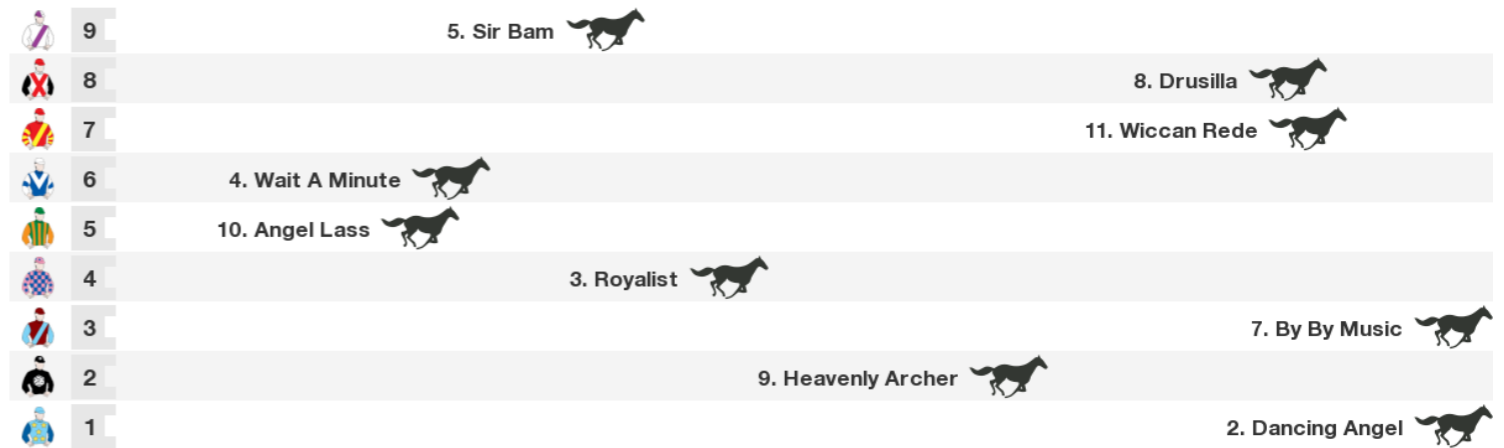 9 5. Sir Bam
8 8. Drusilla
7 11. Wiccan Rede
6 4. Wait A Minute
5 10. Angel Lass
4 3. Royalist
3 7. By By Music
2 9. Heavenly Archer
1 2. Dancing Angel